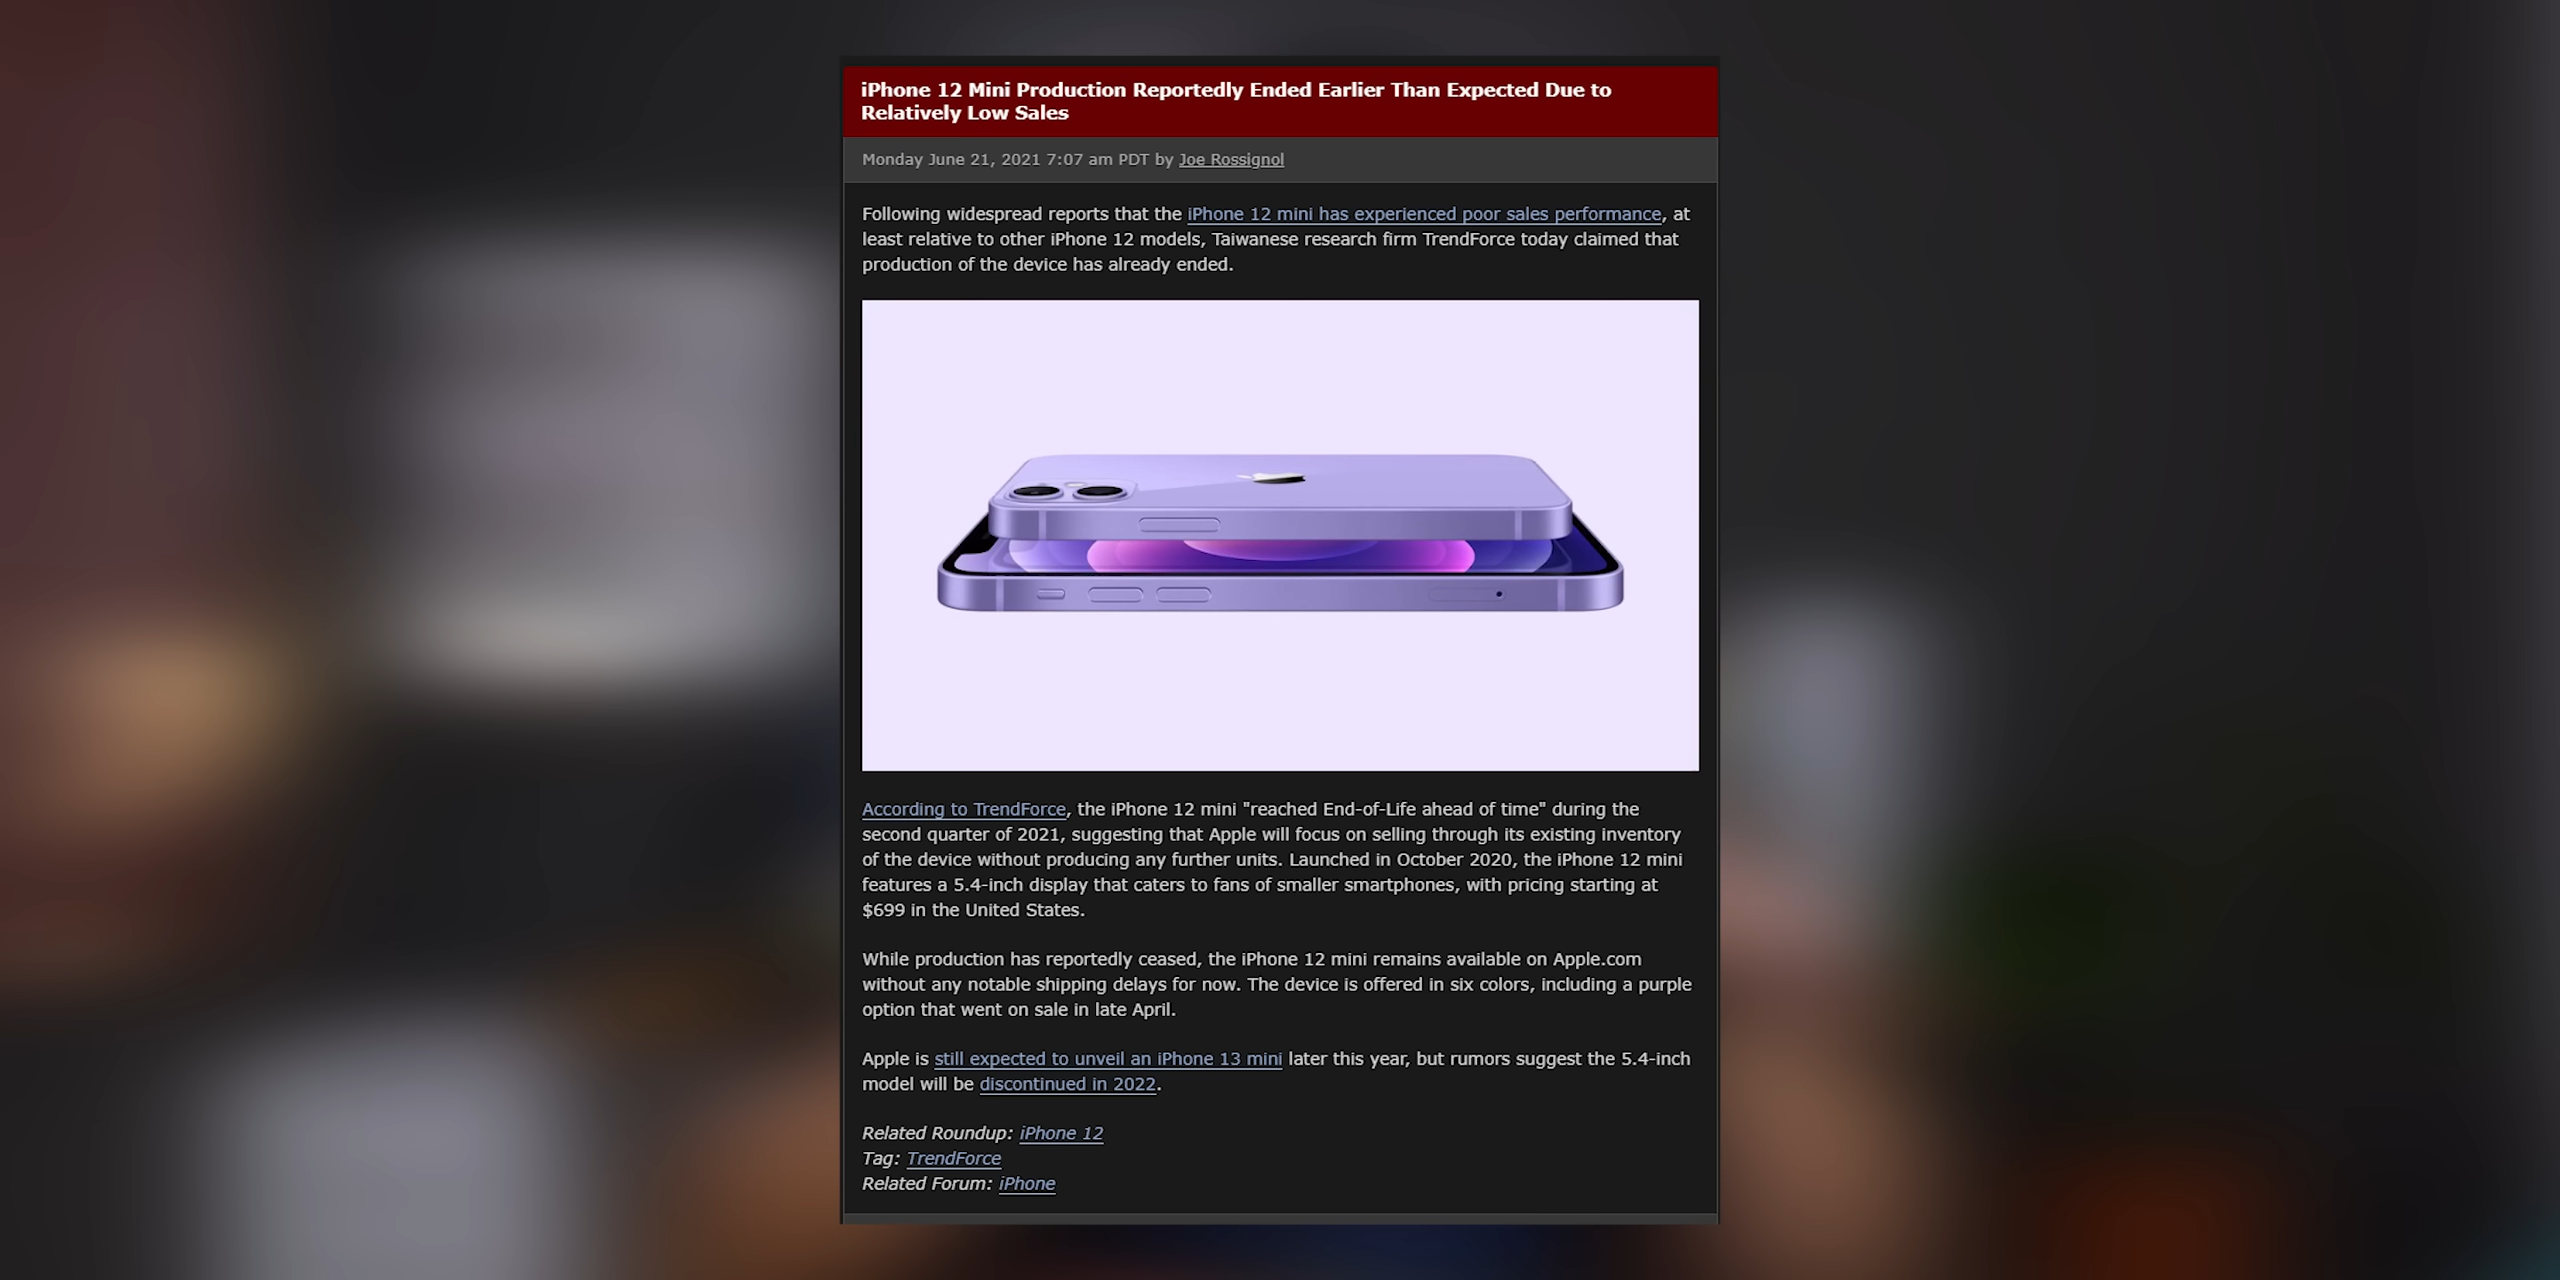 iPhone 12 Mini Production Reportedly Ended Earlier Than Expected Due to
Relatively Low Sales
Monday June 21, 2021 7:07 am PDT by Joe Rossignol
Following widespread reports that the iPhone 12 mini has experienced poor sales performance, at
least relative to other iPhone 12 models, Taiwanese research firm TrendForce today claimed that
production of the device has already ended.
According to TrendForce, the iPhone 12 mini "reached End-of-Life ahead of time" during the
second quarter of 2021, suggesting that Apple will focus on selling through its existing inventory
of the device without producing any further units. Launched in October 2020, the iPhone 12 mini
features a 5.4-inch display that caters to fans of smaller smartphones, with pricing starting at
$699 in the United States.
While production has reportedly ceased, the iPhone 12 mini remains available on Apple.com
without any notable shipping delays for now. The device is offered in six colors, including a purple
option that went on sale in late April.
Apple is still expected to unveil an iPhone 13 mini later this year, but rumors suggest the 5.4-inch
model will be discontinued in 2022.
Related Roundup: iPhone 12
Tag: TrendForce
Related Forum: iPhone